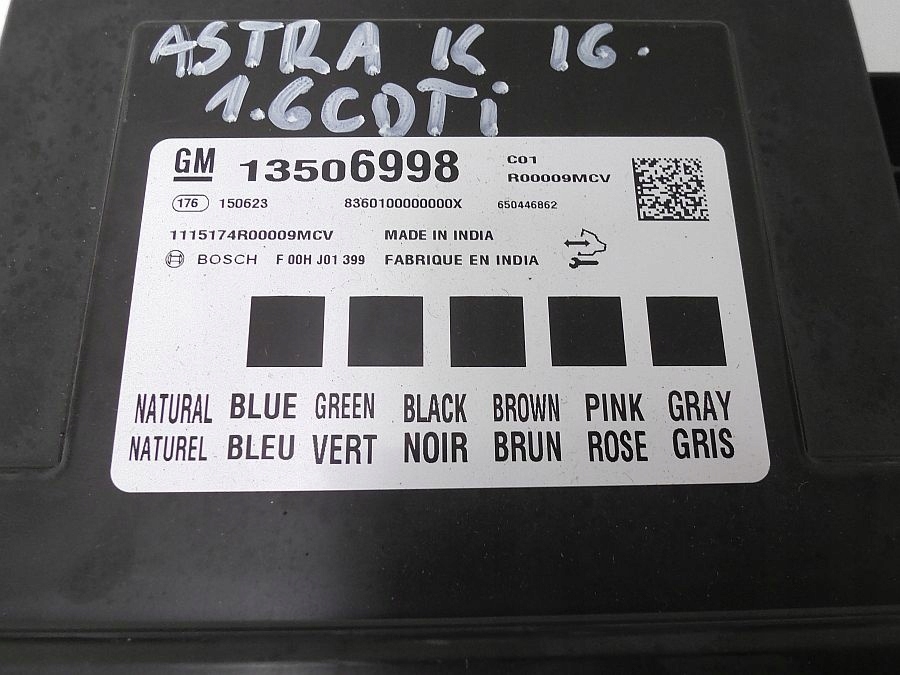 ASTRA K 16.
1.6CDTi
GM 13506998 C01
R00009MCV
176 150623 8360100000000X 650446862
1115174R00009MCV MADE IN INDIA
BOSCH F 00H J01 399 FABRIQUE EN INDIA
NATURAL BLUE GREEN BLACK BROWN PINK GRAY
NATUREL BLEU VERT NOIR BRUN ROSE GRIS